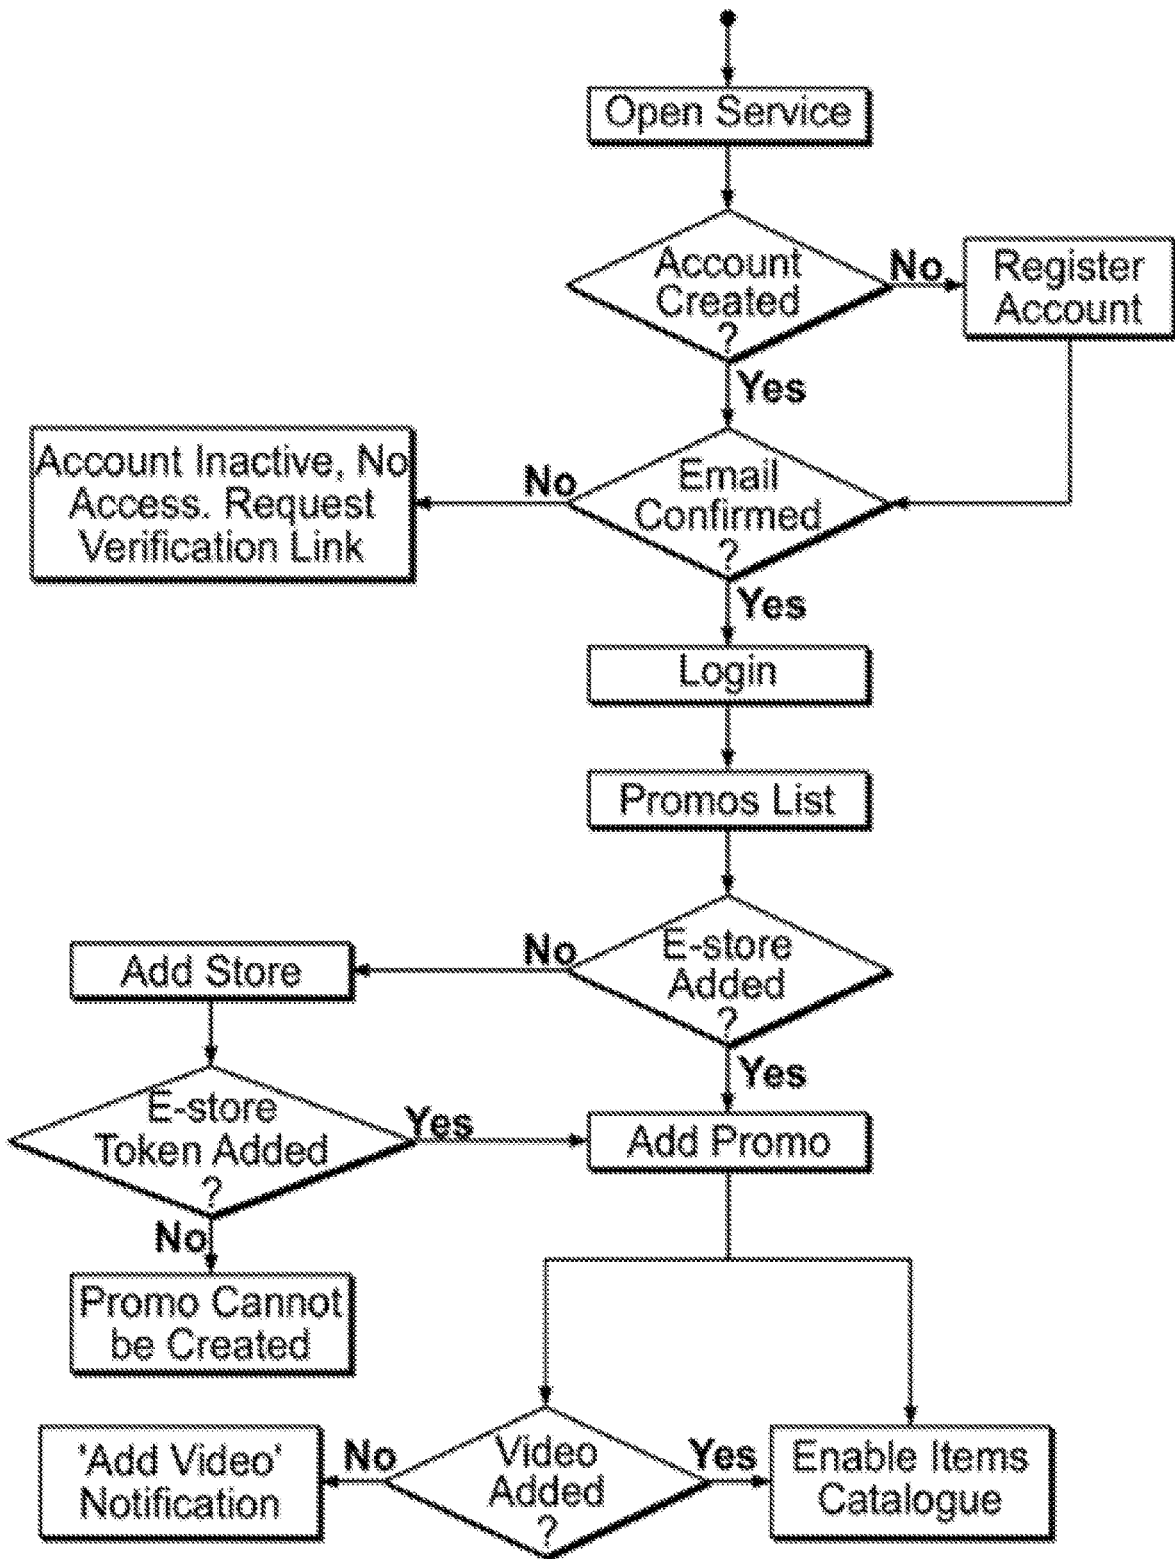 Open Service
Account
Created
?
No
Register
Account
Yes
Account Inactive, No
Access. Request
Verification Link
No
Email
Confirmed
?
Yes
Login
Promos List
Add Store
No
E-store
Added
?
Yes
E-store
Token Added
?
Yes
Add Promo
No
Promo Cannot
be Created
'Add Video'
Notification
No
Video
Added
?
Yes
Enable Items
Catalogue